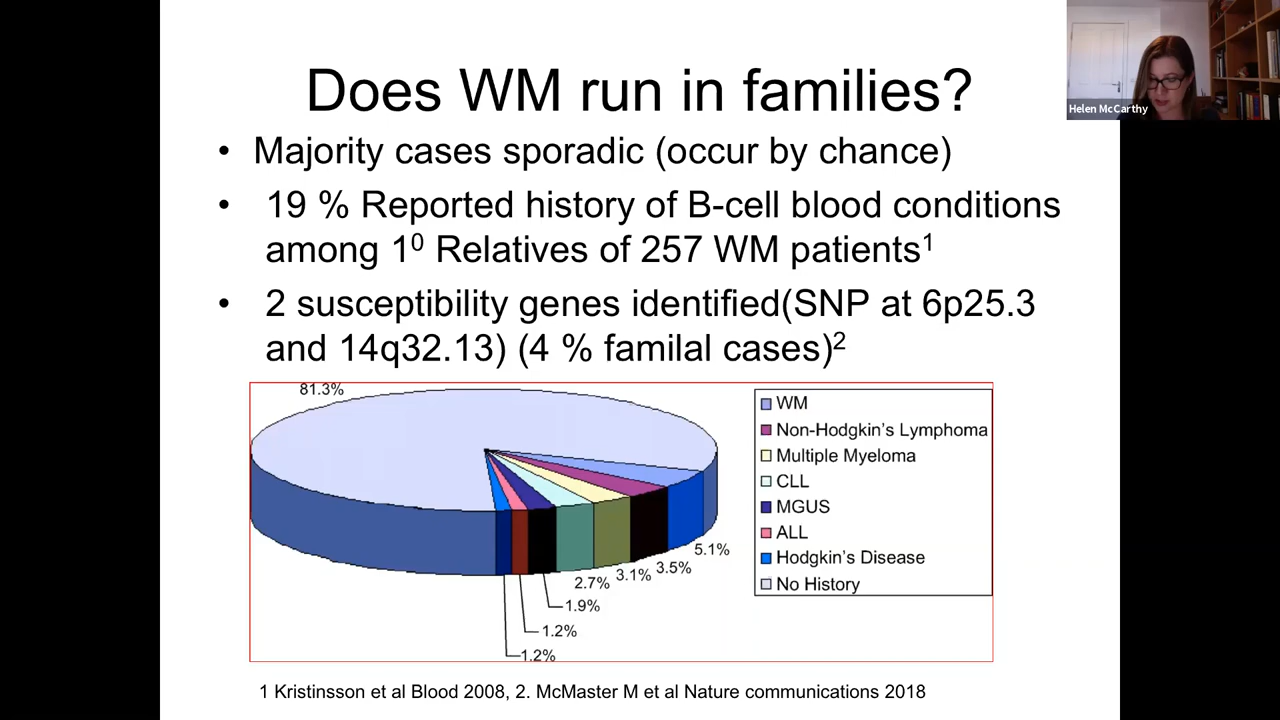 Does WM run in families?
Helen McCarthy
• Majority cases sporadic (occur by chance)
• 19 % Reported history of B-cell blood conditions
among 1⁰ Relatives of 257 WM patients¹
• 2 susceptibility genes identified(SNP at 6p25.3
and 14q32.13) (4 % familal cases)²
81.3%
5.1%
3.5%
3.1%
2.7%
1.9%
1.2%
1.2%
WM
Non-Hodgkin's Lymphoma
Multiple Myeloma
CLL
MGUS
ALL
Hodgkin's Disease
No History
1 Kristinsson et al Blood 2008, 2. McMaster M et al Nature communications 2018